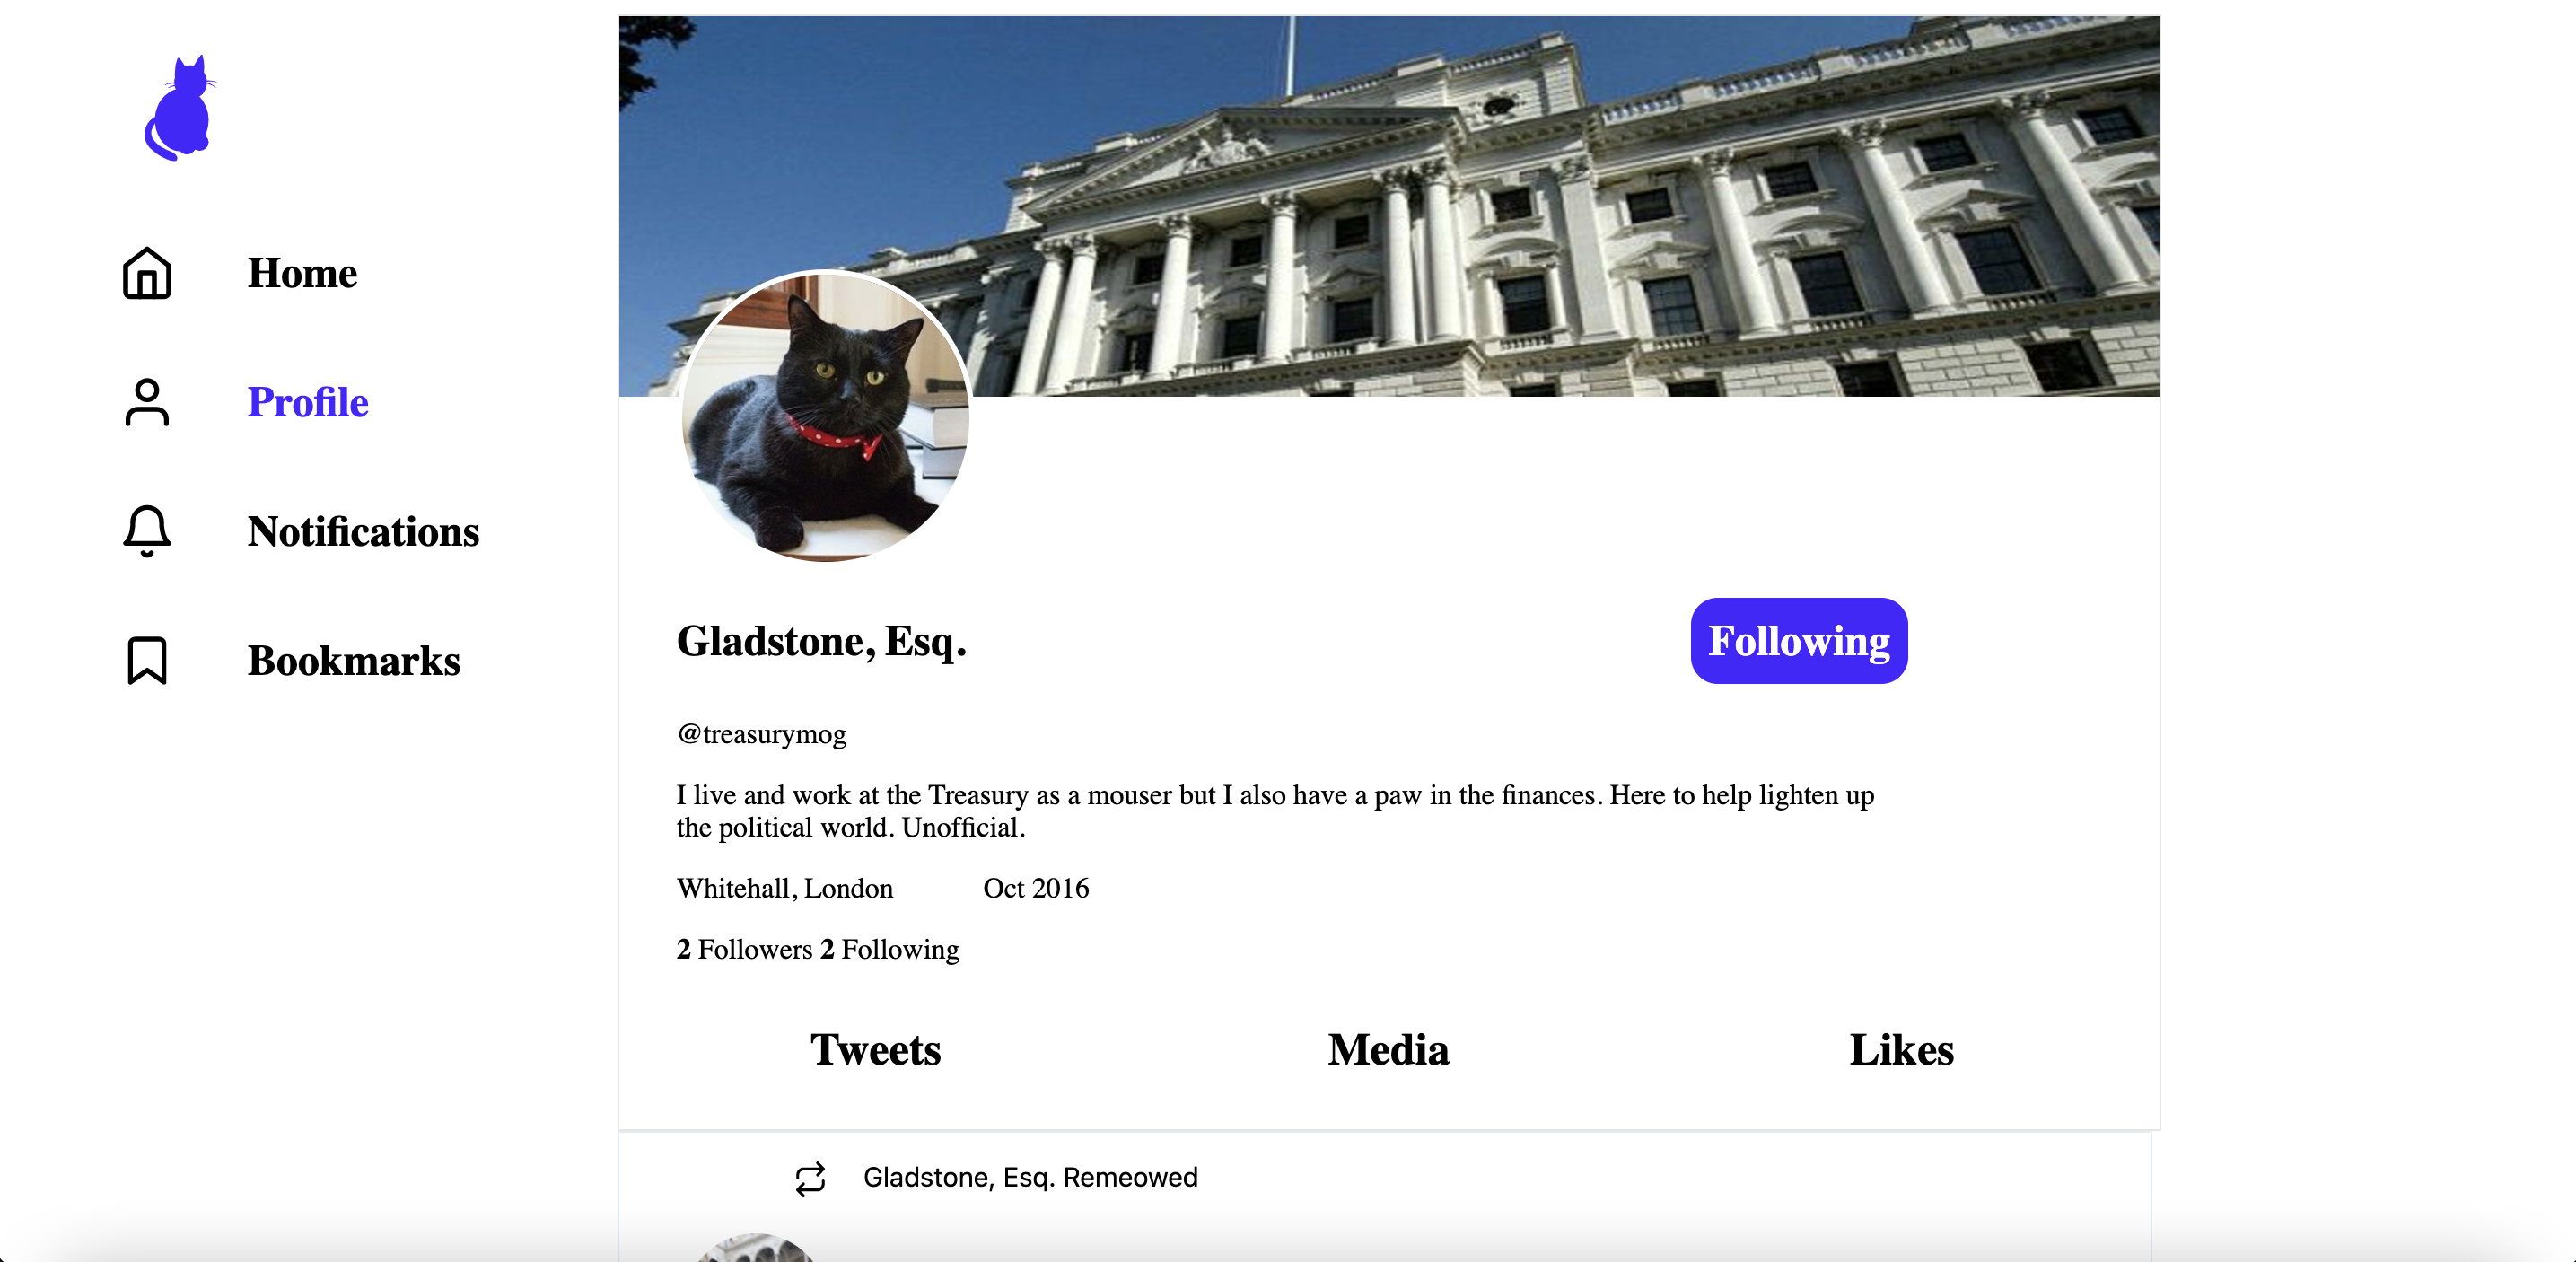 Home
Profile
Notifications
Bookmarks
Gladstone, Esq.
Following
@treasurymog
I live and work at the Treasury as a mouser but I also have a paw in the finances. Here to help lighten up
the political world. Unofficial.
Whitehall, London Oct 2016
2 Followers 2 Following
Tweets Media Likes
Gladstone, Esq. Remeowed